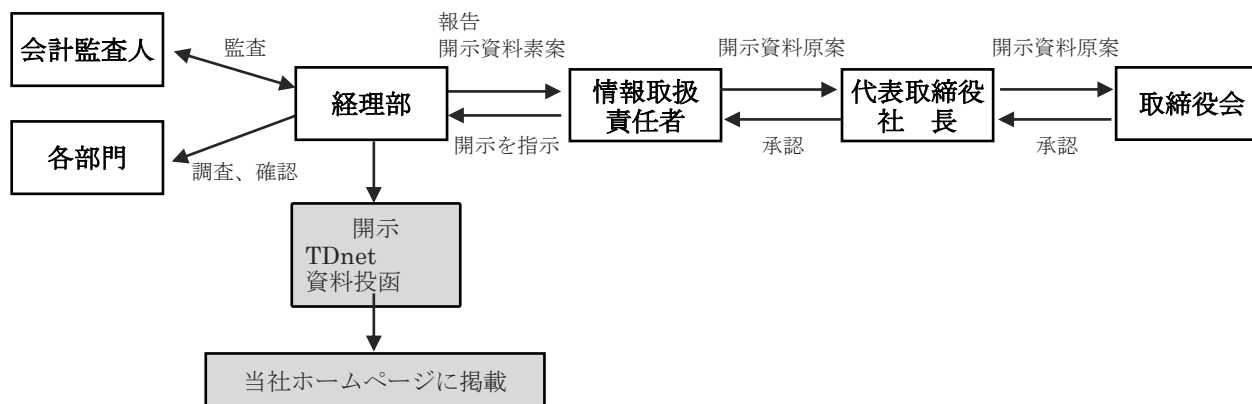 会計監査人
監査
報告
開示資料素案
開示資料原案
開示資料原案
経理部
情報取扱
責任者
代表取締役
社　長
取締役会
各部門
調査、確認
開示を指示
承認
承認
開示
TDnet
資料投函
当社ホームページに掲載